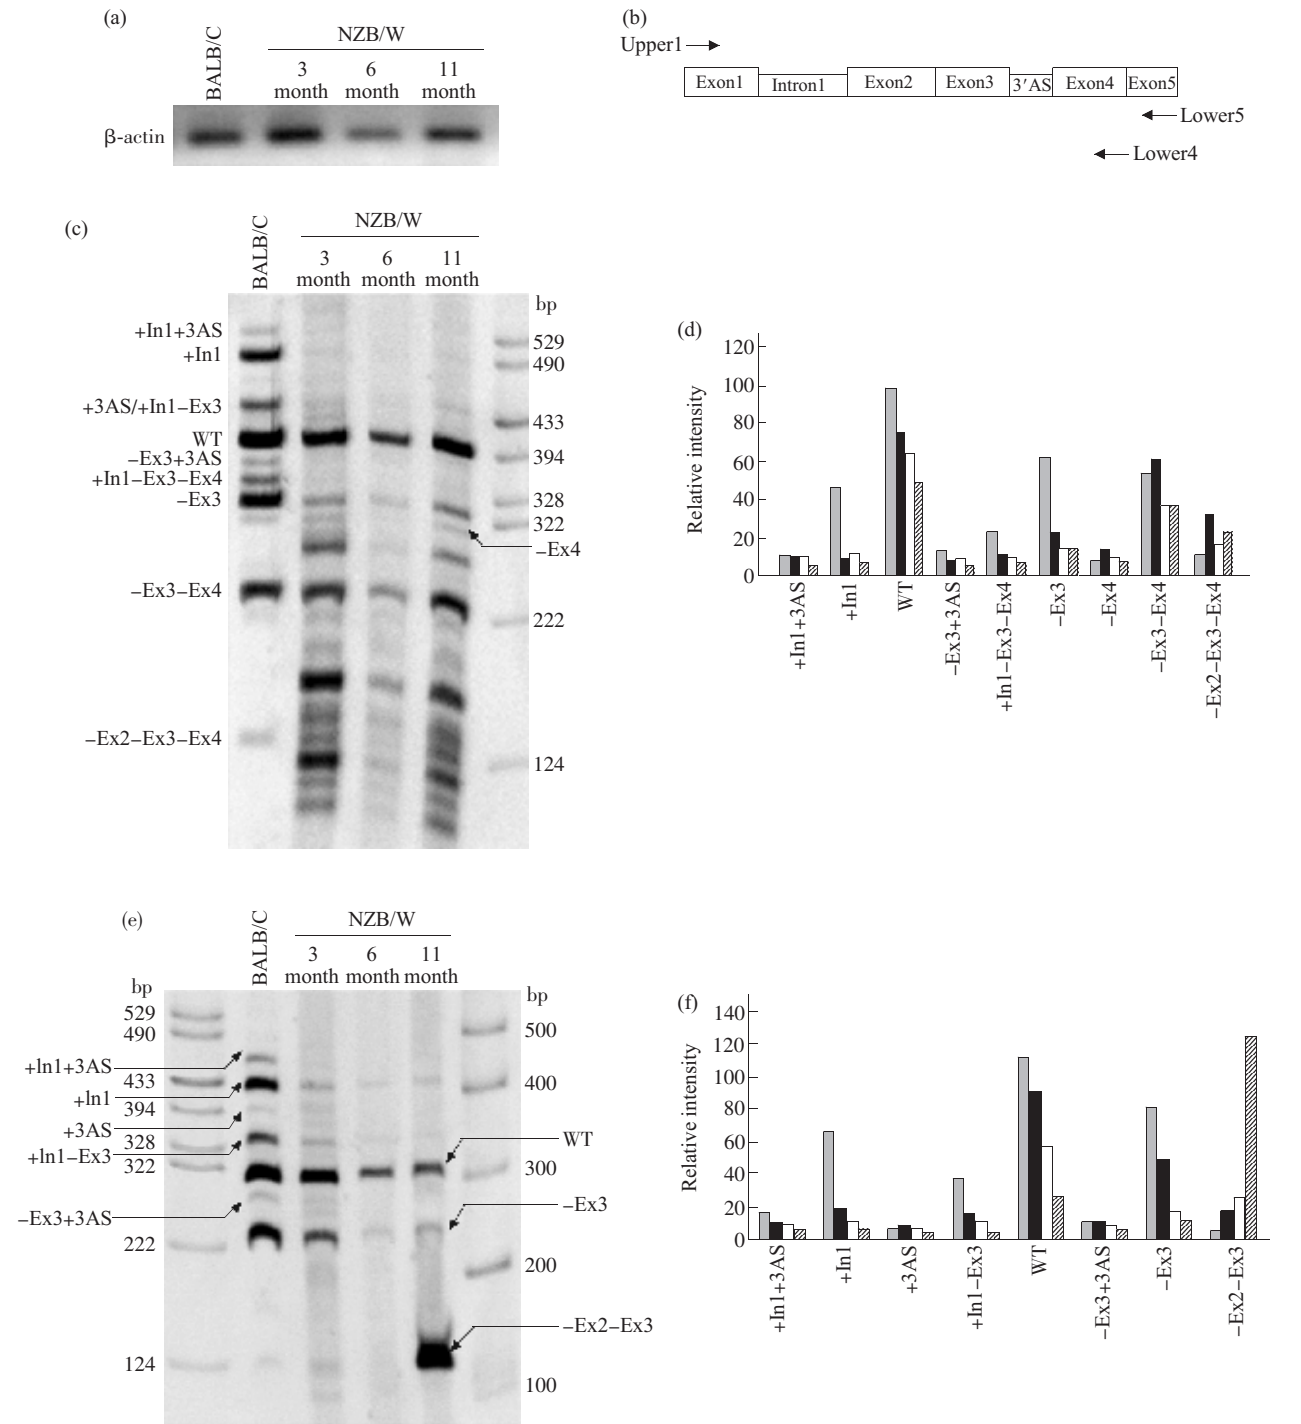 (a)
BALB/C
NZB/W
3 month
6 month
11 month
β-actin
(b)
Upper1
Exon1 Intron1 Exon2 Exon3 3′AS Exon4 Exon5
Lower5
Lower4
(c)
BALB/C
NZB/W
3 month
6 month
11 month
bp
+In1+3AS
+In1
+3AS/+In1−Ex3
WT
−Ex3+3AS
+In1−Ex3−Ex4
−Ex3
−Ex3−Ex4
−Ex2−Ex3−Ex4
529
490
433
394
328
322
−Ex4
222
124
(d)
Relative intensity
120
100
80
60
40
20
0
+In1+3AS
+In1
WT
−Ex3+3AS
+In1−Ex3−Ex4
−Ex3
−Ex4
−Ex3−Ex4
−Ex2−Ex3−Ex4
(e)
BALB/C
NZB/W
3 month
6 month
11 month
bp
529
490
+ln1+3AS
433
+ln1
394
+3AS
328
+ln1−Ex3
322
−Ex3+3AS
222
124
bp
500
400
WT
300
−Ex3
200
−Ex2−Ex3
100
(f)
Relative intensity
140
120
100
80
60
40
20
0
+In1+3AS
+In1
+3AS
+In1−Ex3
WT
−Ex3+3AS
−Ex3
−Ex2−Ex3